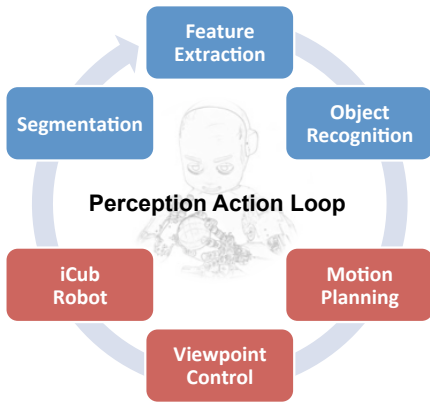 Feature
Extraction
Segmentation
Object
Recognition
Perception Action Loop
iCub
Robot
Motion
Planning
Viewpoint
Control